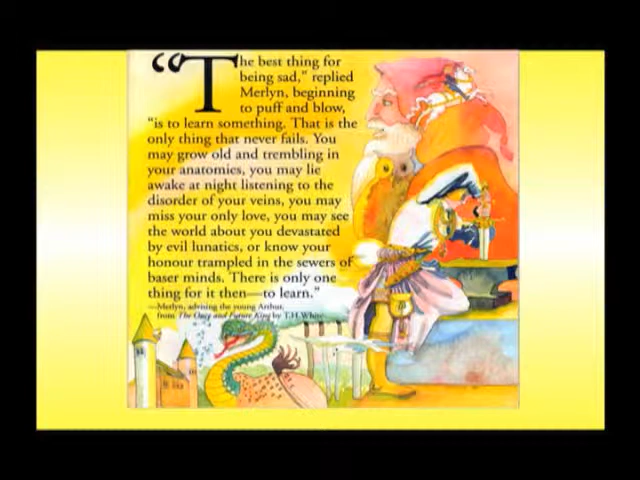 “The best thing for
being sad,” replied
Merlyn, beginning
to puff and blow,
“is to learn something. That is the
only thing that never fails. You
may grow old and trembling in
your anatomies, you may lie
awake at night listening to the
disorder of your veins, you may
miss your only love, you may see
the world about you devastated
by evil lunatics, or know your
honour trampled in the sewers of
baser minds. There is only one
thing for it then—to learn.”
—Merlyn, advising the young Arthur,
from The Once and Future King by T.H. White